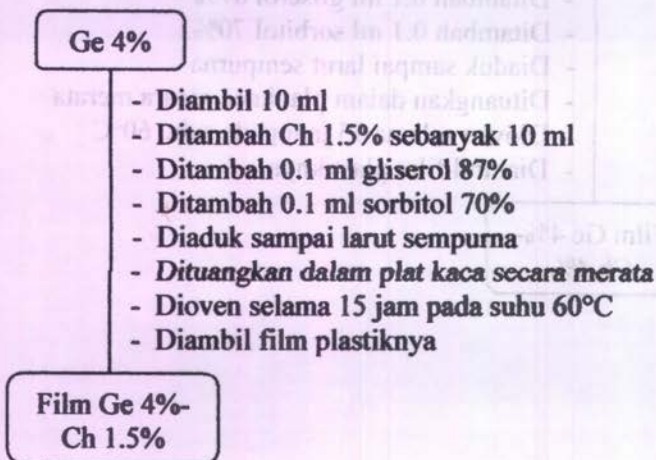 Ge 4%
- Diambil 10 ml
- Ditambah Ch 1.5% sebanyak 10 ml
- Ditambah 0.1 ml gliserol 87%
- Ditambah 0.1 ml sorbitol 70%
- Diaduk sampai larut sempurna
- Dituangkan dalam plat kaca secara merata
- Dioven selama 15 jam pada suhu 60°C
- Diambil film plastiknya
Film Ge 4%-
Ch 1.5%